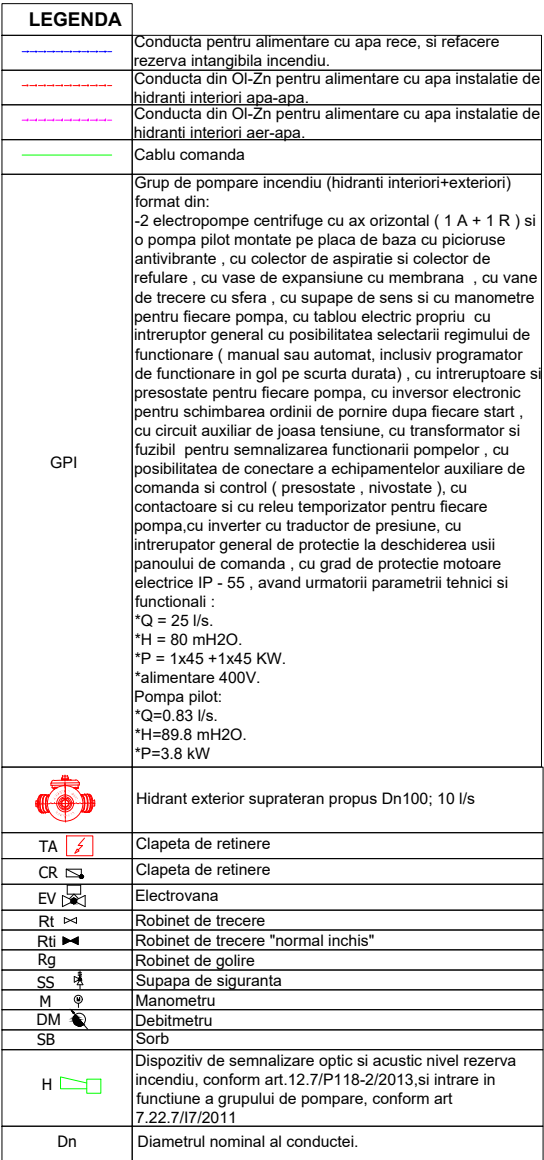 LEGENDA
Conducta pentru alimentare cu apa rece, si refacere
rezerva intangibila incendiu.
Conducta din Ol-Zn pentru alimentare cu apa instalatie de
hidranti interiori apa-apa.
Conducta din Ol-Zn pentru alimentare cu apa instalatie de
hidranti interiori aer-apa.
Cablu comanda
GPI
Grup de pompare incendiu (hidranti interiori+exteriori)
format din:
-2 electropompe centrifuge cu ax orizontal ( 1 A + 1 R ) si
o pompa pilot montate pe placa de baza cu picioruse
antivibrante , cu colector de aspiratie si colector de
refulare , cu vase de expansiune cu membrana , cu vane
de trecere cu sfera , cu supape de sens si cu manometre
pentru fiecare pompa, cu tablou electric propriu cu
intreruptor general cu posibilitatea selectarii regimului de
functionare ( manual sau automat, inclusiv programator
de functionare in gol pe scurta durata) , cu intreruptoare si
presostate pentru fiecare pompa, cu inversor electronic
pentru schimbarea ordinii de pornire dupa fiecare start ,
cu circuit auxiliar de joasa tensiune, cu transformator si
fuzibil pentru semnalizarea functionarii pompelor , cu
posibilitatea de conectare a echipamentelor auxiliare de
comanda si control ( presostate , nivostate ), cu
contactoare si cu releu temporizator pentru fiecare
pompa,cu inverter cu traductor de presiune, cu
intrerupator general de protectie la deschiderea usii
panoului de comanda , cu grad de protectie motoare
electrice IP - 55 , avand urmatorii parametrii tehnici si
functionali :
*Q = 25 l/s.
*H = 80 mH2O.
*P = 1x45 +1x45 KW.
*alimentare 400V.
Pompa pilot:
*Q=0.83 l/s.
*H=89.8 mH2O.
*P=3.8 kW
Hidrant exterior suprateran propus Dn100; 10 l/s
TA Clapeta de retinere
CR Clapeta de retinere
EV Electrovana
Rt Robinet de trecere
Rti Robinet de trecere "normal inchis"
Rg Robinet de golire
SS Supapa de siguranta
M Manometru
DM Debitmetru
SB Sorb
H
Dispozitiv de semnalizare optic si acustic nivel rezerva
incendiu, conform art.12.7/P118-2/2013,si intrare in
functiune a grupului de pompare, conform art
7.22.7/I7/2011
Dn Diametrul nominal al conductei.